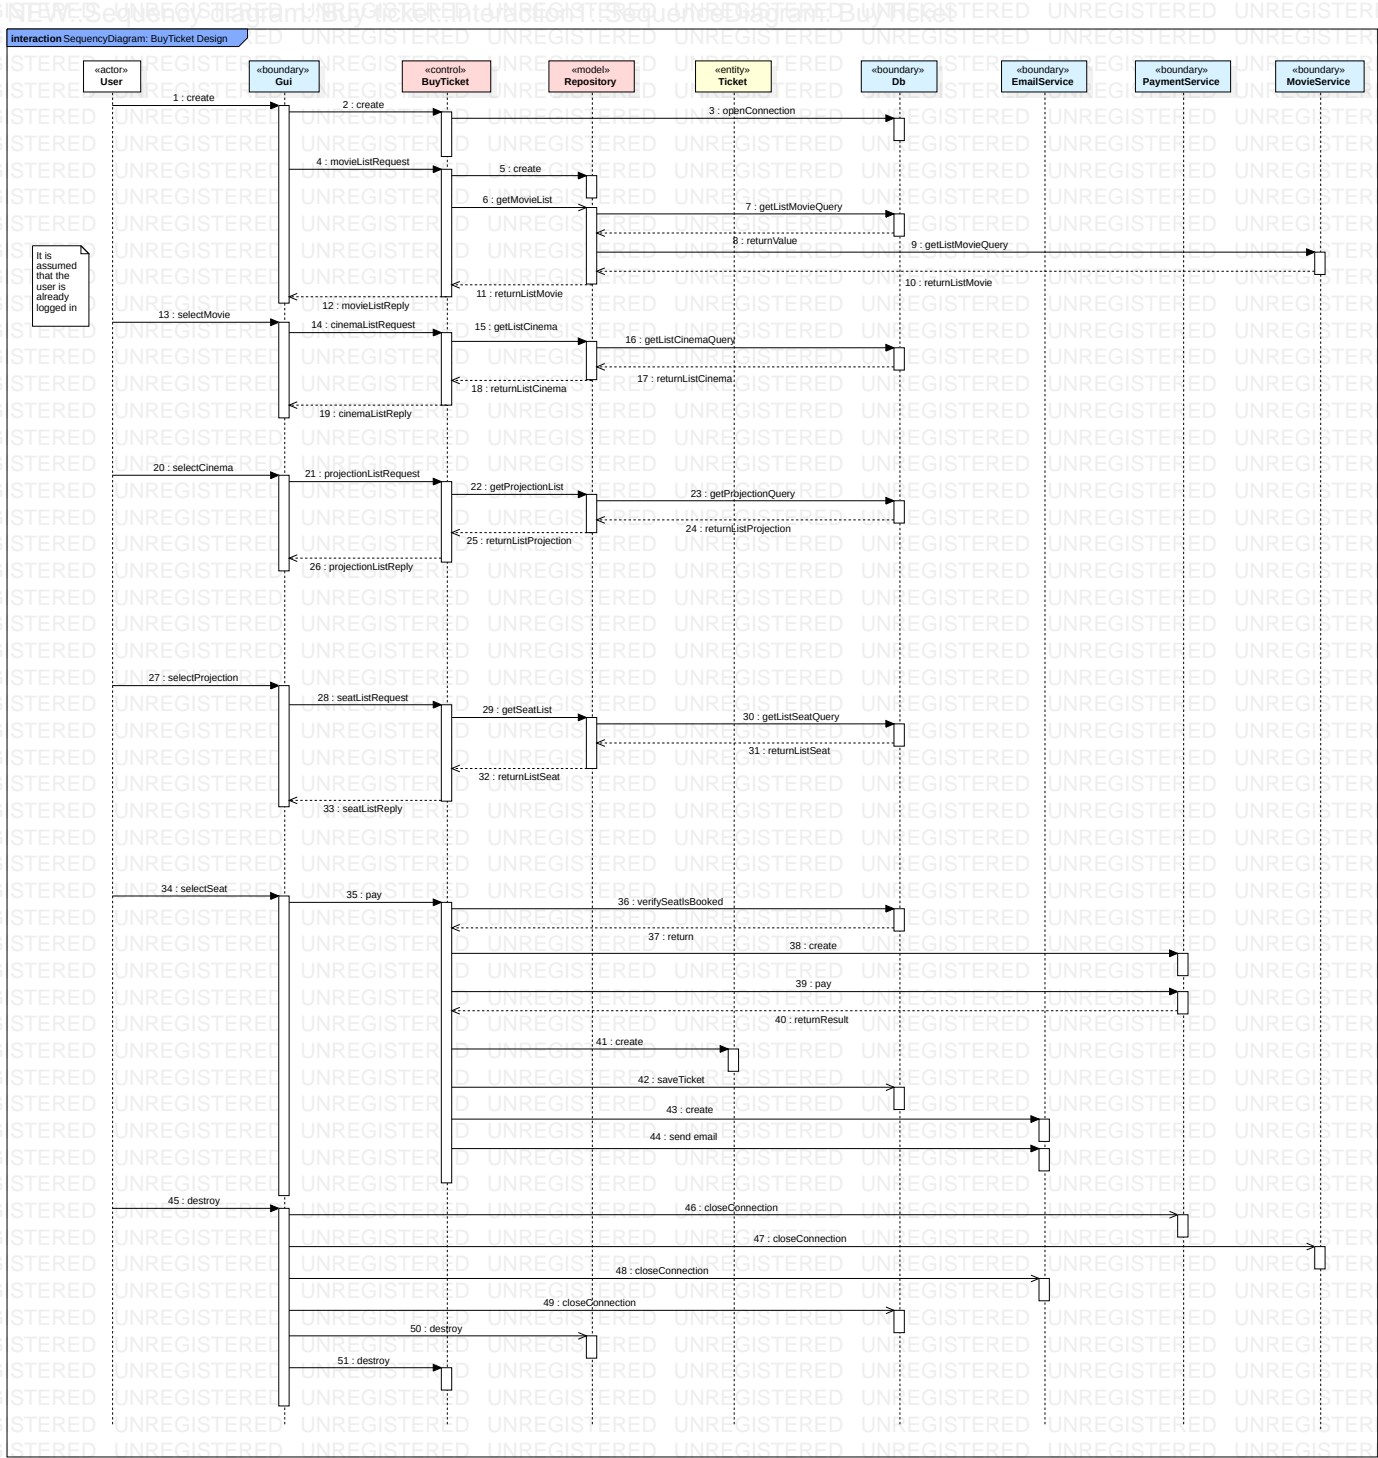 NEW: Sequency diagram: Buy ticket Interaction1: SequencyDiagram: BuyTicket
interaction SequencyDiagram: BuyTicket Design
«actor»
User
«boundary»
Gui
«control»
BuyTicket
«model»
Repository
«entity»
Ticket
«boundary»
Db
«boundary»
EmailService
«boundary»
PaymentService
«boundary»
MovieService
1 : create
2 : create
3 : openConnection
4 : movieListRequest
5 : create
6 : getMovieList
7 : getListMovieQuery
8 : returnValue
9 : getListMovieQuery
10 : returnListMovie
11 : returnListMovie
12 : movieListReply
It is
assumed
that the
user is
already
logged in
13 : selectMovie
14 : cinemaListRequest
15 : getListCinema
16 : getListCinemaQuery
17 : returnListCinema
18 : returnListCinema
19 : cinemaListReply
20 : selectCinema
21 : projectionListRequest
22 : getProjectionList
23 : getProjectionQuery
24 : returnListProjection
25 : returnListProjection
26 : projectionListReply
27 : selectProjection
28 : seatListRequest
29 : getSeatList
30 : getListSeatQuery
31 : returnListSeat
32 : returnListSeat
33 : seatListReply
34 : selectSeat
35 : pay
36 : verifySeatIsBooked
37 : return
38 : create
39 : pay
40 : returnResult
41 : create
42 : saveTicket
43 : create
44 : send email
45 : destroy
46 : closeConnection
47 : closeConnection
48 : closeConnection
49 : closeConnection
50 : destroy
51 : destroy
UNREGISTERED